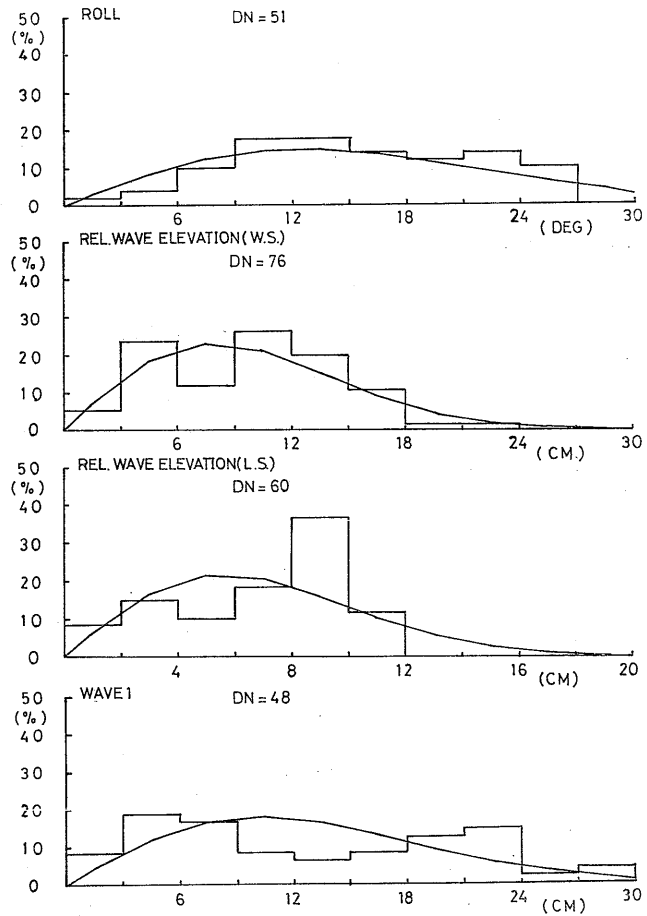 50 ROLL DN = 51
(%)
40
30
20
10
0
6 12 18 24 30
(DEG)
REL. WAVE ELEVATION (W.S.)
50
(%) DN = 76
40
30
20
10
0
6 12 18 24 30
(CM.)
REL. WAVE ELEVATION (L.S.)
50
(%) DN = 60
40
30
20
10
0
4 8 12 16 20
(CM)
50 WAVE 1 DN = 48
(%)
40
30
20
10
0
6 12 18 24 30
(CM)